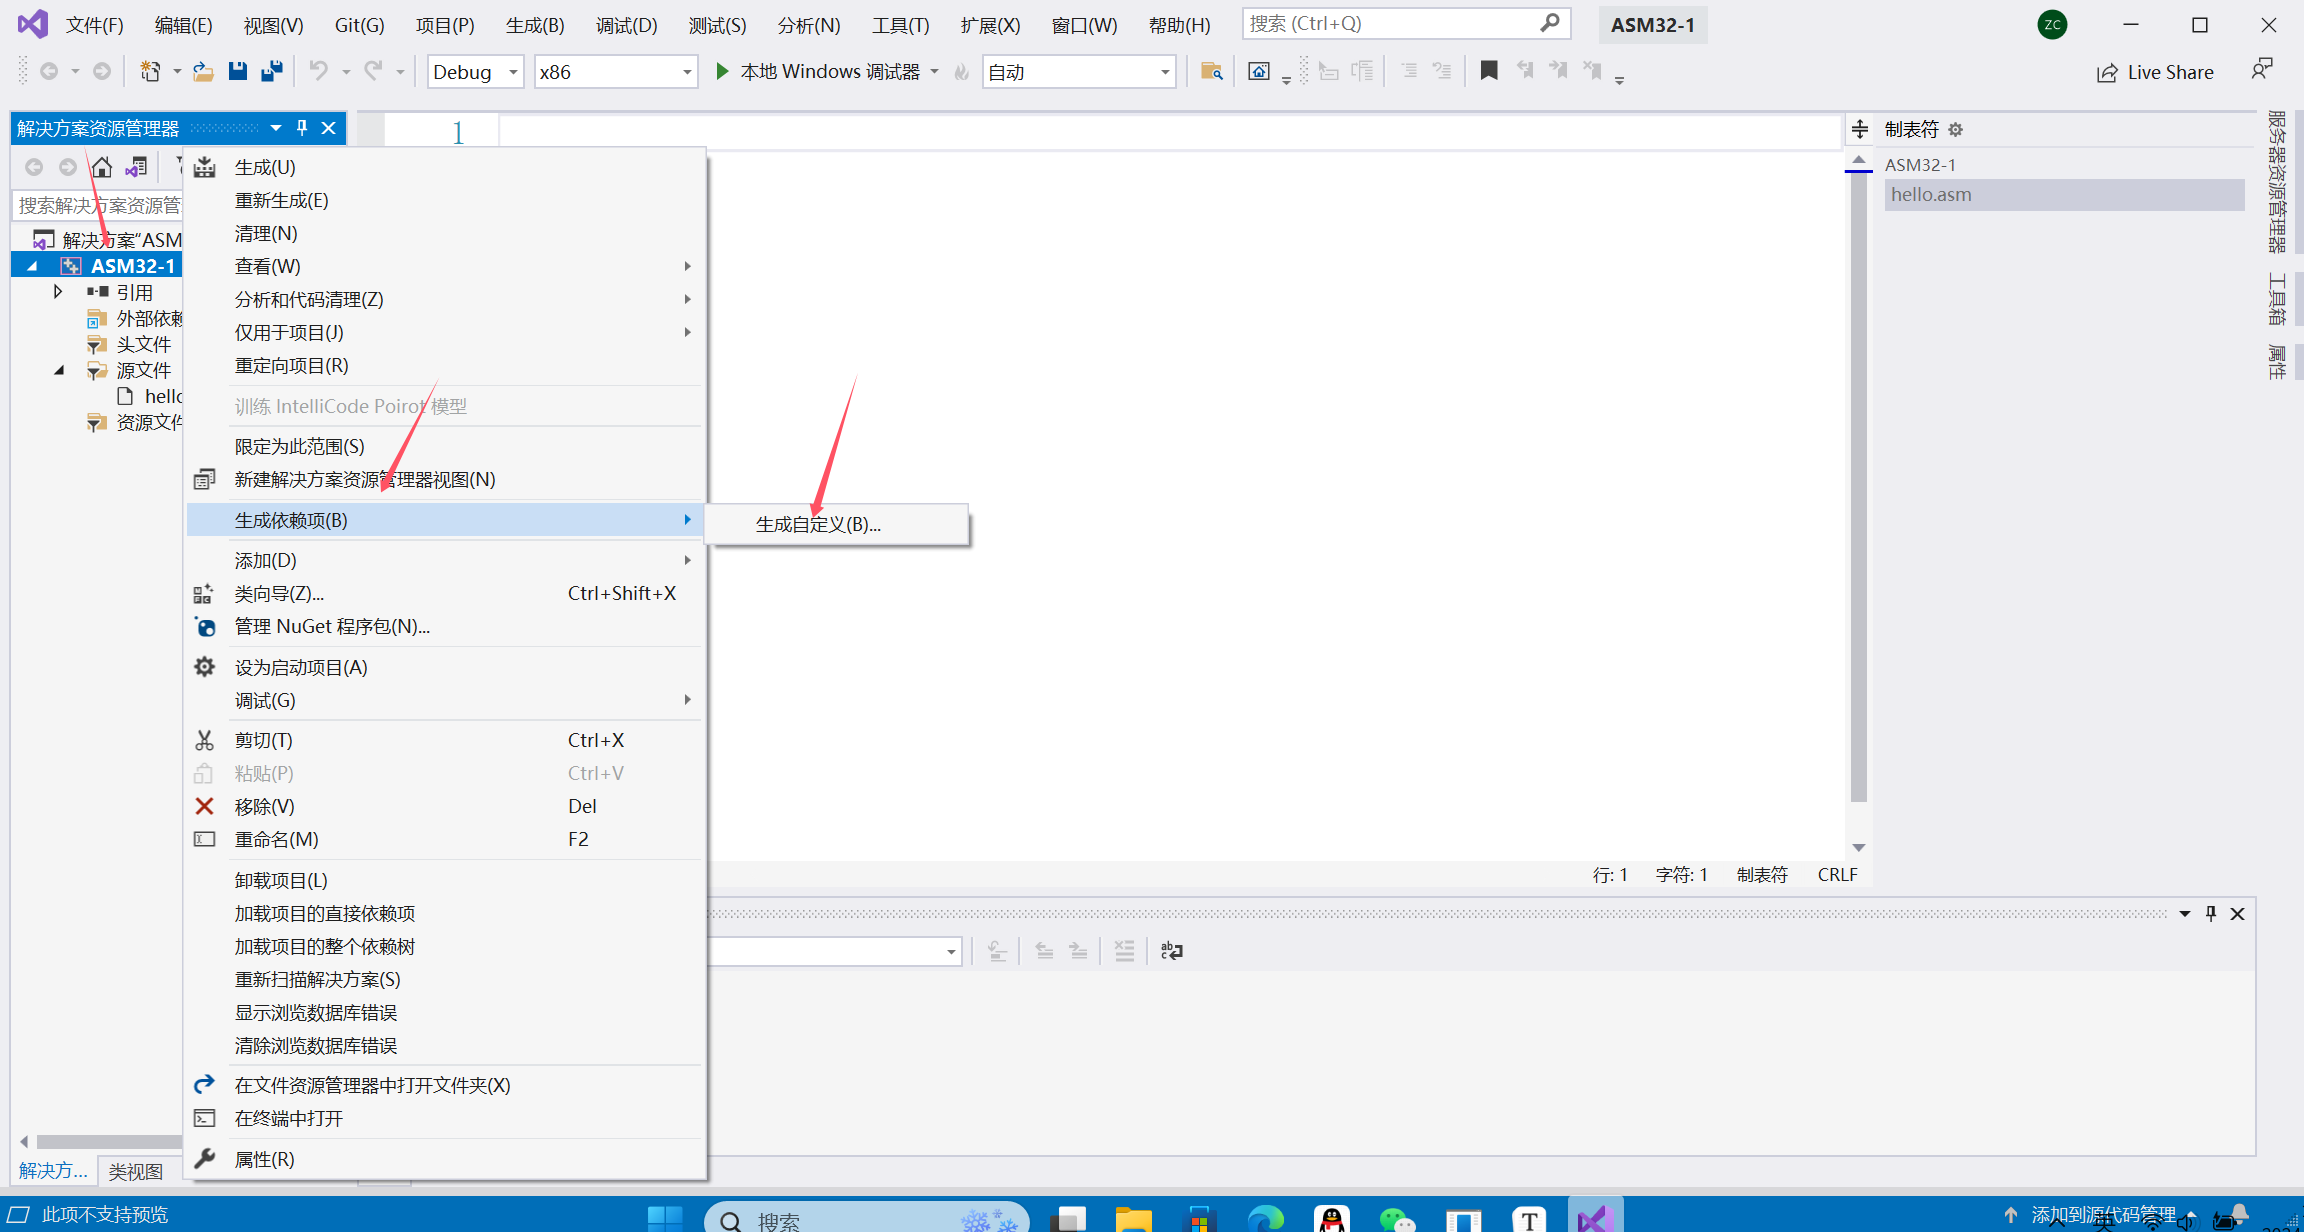 文件(F) 编辑(E) 视图(V) Git(G) 项目(P) 生成(B) 调试(D) 测试(S) 分析(N) 工具(T) 扩展(X) 窗口(W) 帮助(H) 搜索 (Ctrl+Q) ASM32-1 ZC
Debug x86 本地 Windows 调试器 自动 Live Share
解决方案资源管理器
搜索解决方案资源管
解决方案"ASM
ASM32-1
引用
外部依赖
头文件
源文件
hello
资源文件
解决方... 类视图
生成(U)
重新生成(E)
清理(N)
查看(W)
分析和代码清理(Z)
仅用于项目(J)
重定向项目(R)
训练 IntelliCode Poirot 模型
限定为此范围(S)
新建解决方案资源管理器视图(N)
生成依赖项(B)
生成自定义(B)...
添加(D)
类向导(Z)... Ctrl+Shift+X
管理 NuGet 程序包(N)...
设为启动项目(A)
调试(G)
剪切(T) Ctrl+X
粘贴(P) Ctrl+V
移除(V) Del
重命名(M) F2
卸载项目(L)
加载项目的直接依赖项
加载项目的整个依赖树
重新扫描解决方案(S)
显示浏览数据库错误
清除浏览数据库错误
在文件资源管理器中打开文件夹(X)
在终端中打开
属性(R)
1
行: 1 字符: 1 制表符 CRLF
制表符
ASM32-1
hello.asm
服务器资源管理器
工具箱
属性
此项不支持预览
搜索
添加到源代码管理
英